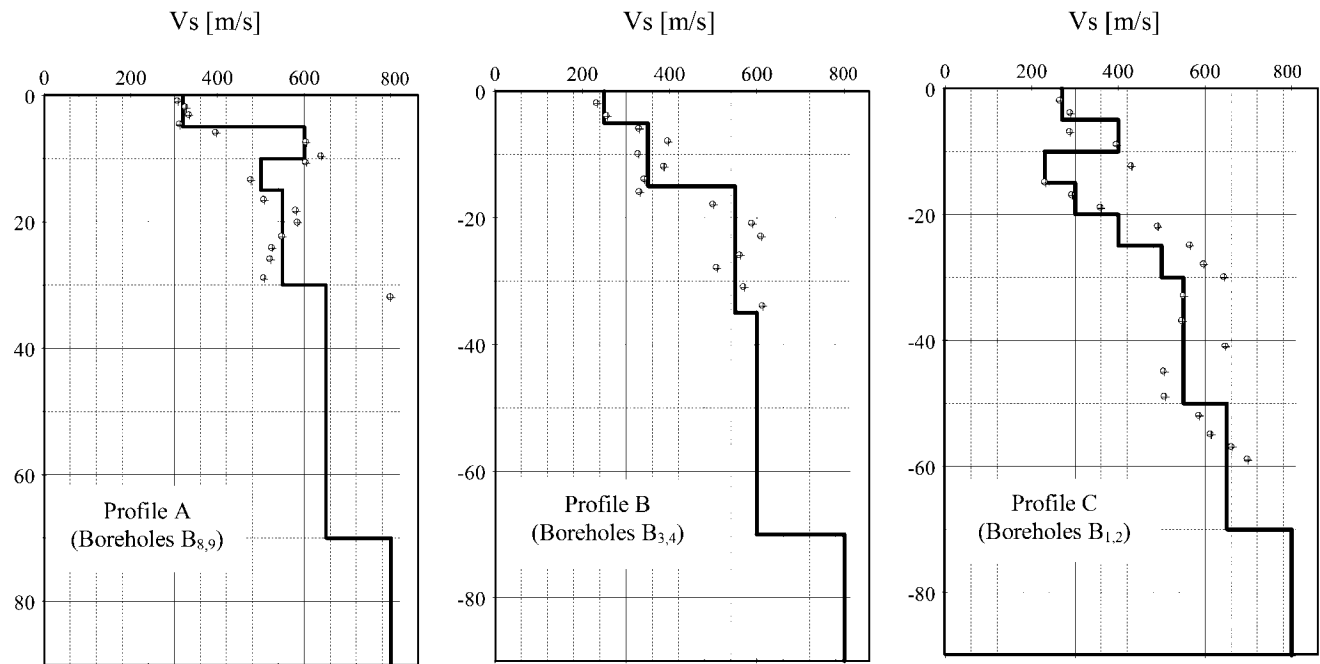 Vs [m/s]
0 200 400 600 800
0
20
40
60
80
Profile A
(Boreholes B8,9)
Vs [m/s]
0 200 400 600 800
0
-20
-40
-60
-80
Profile B
(Boreholes B3,4)
Vs [m/s]
0 200 400 600 800
0
-20
-40
-60
-80
Profile C
(Boreholes B1,2)